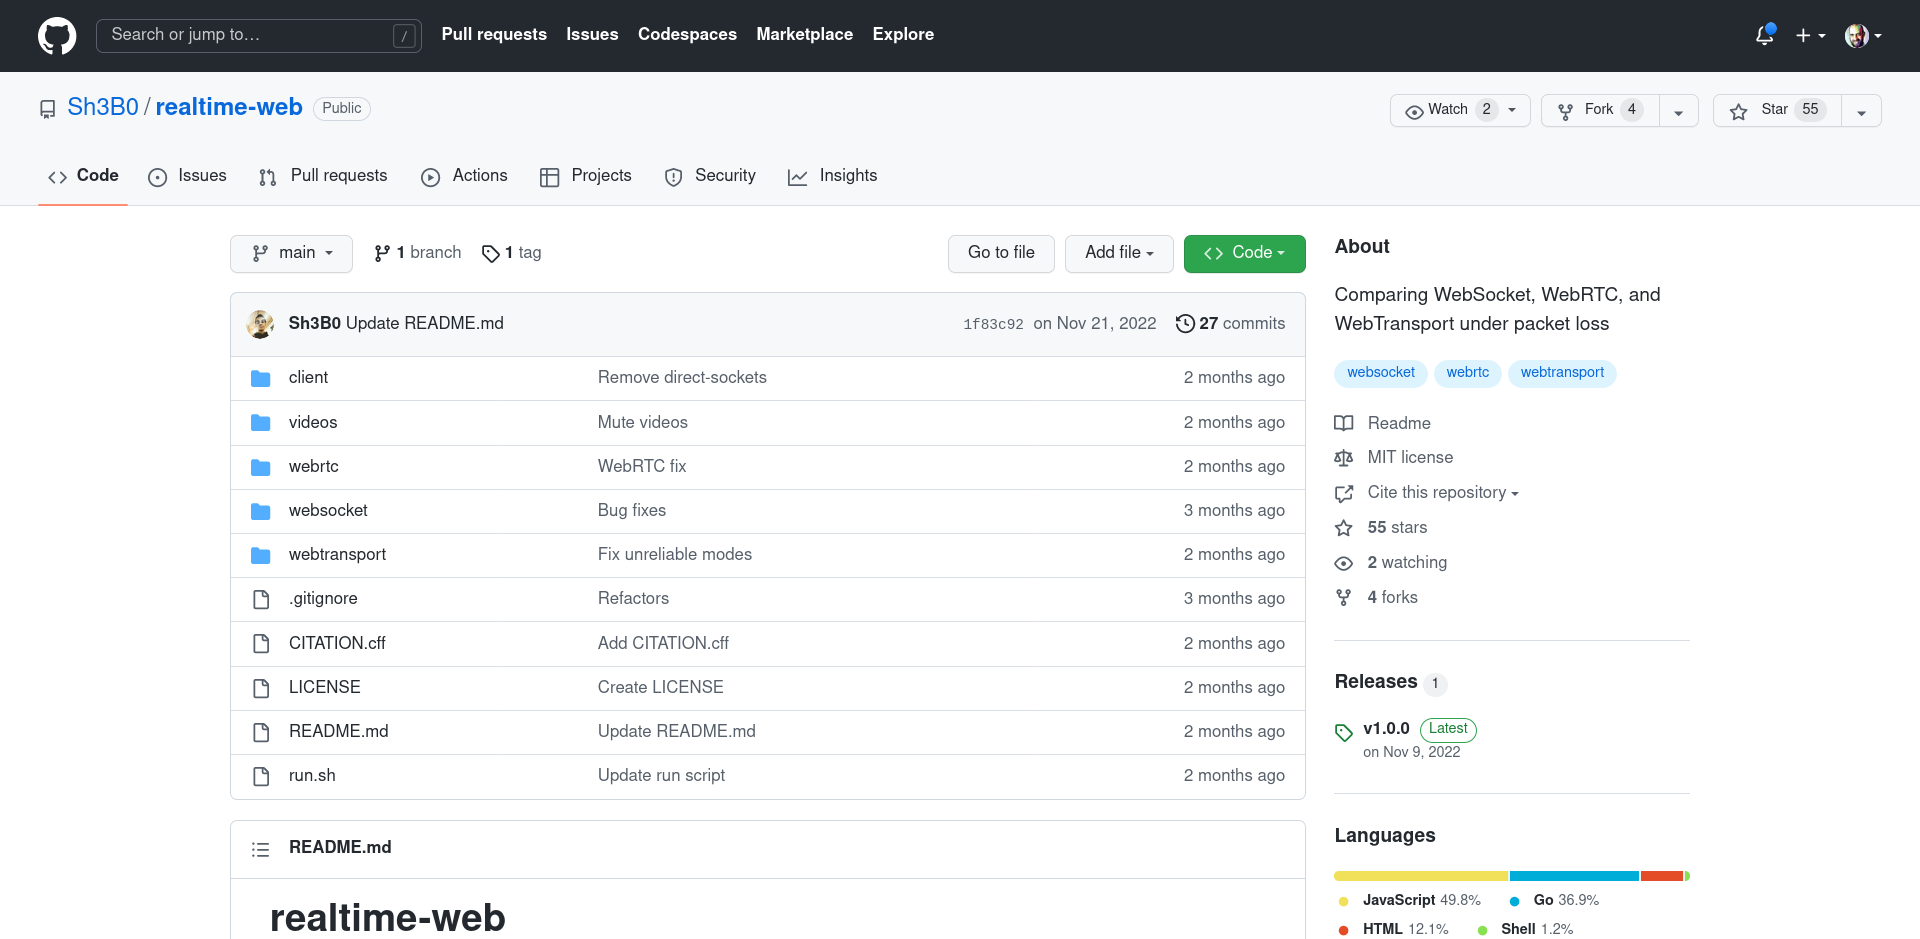 Search or jump to... /
Pull requests Issues Codespaces Marketplace Explore
Sh3B0 / realtime-web Public
Watch 2 Fork 4 Star 55
Code Issues Pull requests Actions Projects Security Insights
main 1 branch 1 tag Go to file Add file Code
Sh3B0 Update README.md 1f83c92 on Nov 21, 2022 27 commits
client Remove direct-sockets 2 months ago
videos Mute videos 2 months ago
webrtc WebRTC fix 2 months ago
websocket Bug fixes 3 months ago
webtransport Fix unreliable modes 2 months ago
.gitignore Refactors 3 months ago
CITATION.cff Add CITATION.cff 2 months ago
LICENSE Create LICENSE 2 months ago
README.md Update README.md 2 months ago
run.sh Update run script 2 months ago
README.md
realtime-web
About
Comparing WebSocket, WebRTC, and
WebTransport under packet loss
websocket webrtc webtransport
Readme
MIT license
Cite this repository
55 stars
2 watching
4 forks
Releases 1
v1.0.0 Latest
on Nov 9, 2022
Languages
JavaScript 49.8% Go 36.9%
HTML 12.1% Shell 1.2%